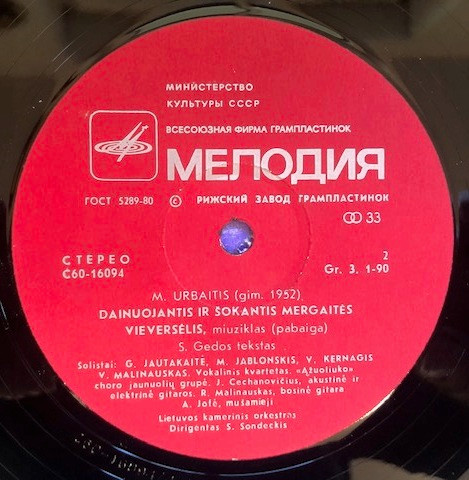 МИНИСТЕРСТВО
КУЛЬТУРЫ СССР
ВСЕСОЮЗНАЯ ФИРМА ГРАМПЛАСТИНОК
МЕЛОДИЯ
ГОСТ 5289-80 © РИЖСКИЙ ЗАВОД ГРАМПЛАСТИНОК
33
СТЕРЕО 2
С60-16094 Gr. 3. 1-90
M. URBAITIS (gim. 1952)
DAINUOJANTIS IR ŠOKANTIS MERGAITĖS
VIEVERSĖLIS, miuziklas (pabaiga)
S. Gedos tekstas
Solistai: G. JAUTAKAITĖ, M. JABLONSKIS, V. KERNAGIS
V. MALINAUSKAS. Vokalinis kvartetas. «Ąžuoliuko»
choro jaunuolių grupė. J. Cechanovičius, akustinė ir
elektrinė gitaros. R. Malinauskas, bosinė gitara
A. Jofė, mušamieji
Lietuvos kamerinis orkestras
Dirigentas S. Sondeckis